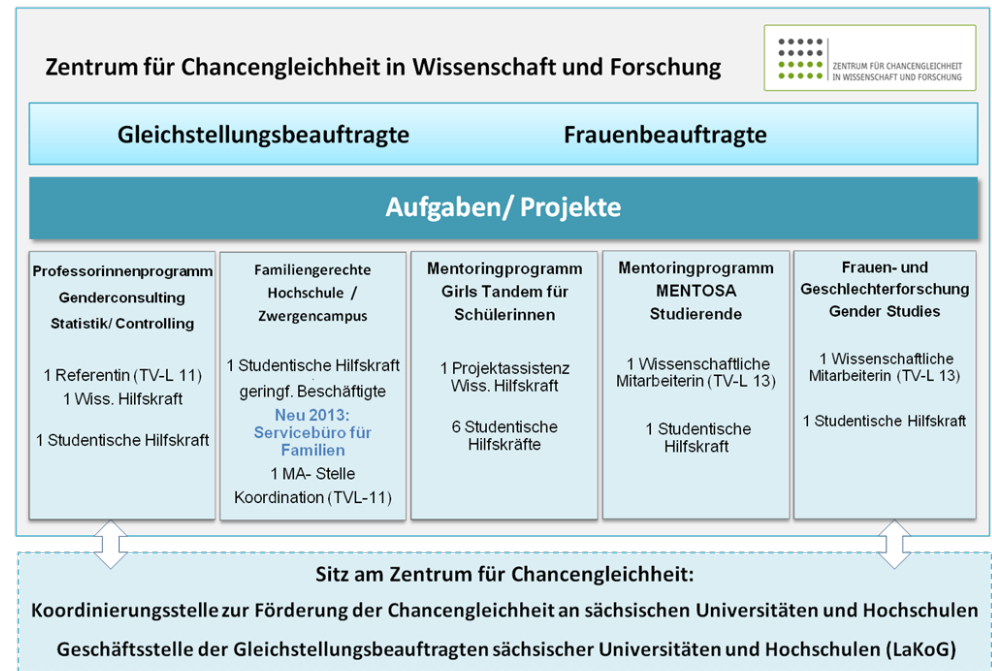 Zentrum für Chancengleichheit in Wissenschaft und Forschung
ZENTRUM FÜR CHANCENGLEICHHEIT
IN WISSENSCHAFT UND FORSCHUNG
Gleichstellungsbeauftragte
Frauenbeauftragte
Aufgaben/ Projekte
Professorinnenprogramm
Genderconsulting
Statistik/ Controlling
1 Referentin (TV-L 11)
1 Wiss. Hilfskraft
1 Studentische Hilfskraft
Familiengerechte
Hochschule /
Zwergencampus
1 Studentische Hilfskraft
geringf. Beschäftigte
Neu 2013:
Servicebüro für
Familien
1 MA- Stelle
Koordination (TVL-11)
Mentoringprogramm
Girls Tandem für
Schülerinnen
1 Projektassistenz
Wiss. Hilfskraft
6 Studentische
Hilfskräfte
Mentoringprogramm
MENTOSA
Studierende
1 Wissenschaftliche
Mitarbeiterin (TV-L 13)
1 Studentische
Hilfskraft
Frauen- und
Geschlechterforschung
Gender Studies
1 Wissenschaftliche
Mitarbeiterin (TV-L 13)
1 Studentische Hilfskraft
Sitz am Zentrum für Chancengleichheit:
Koordinierungsstelle zur Förderung der Chancengleichheit an sächsischen Universitäten und Hochschulen
Geschäftsstelle der Gleichstellungsbeauftragten sächsischer Universitäten und Hochschulen (LaKoG)